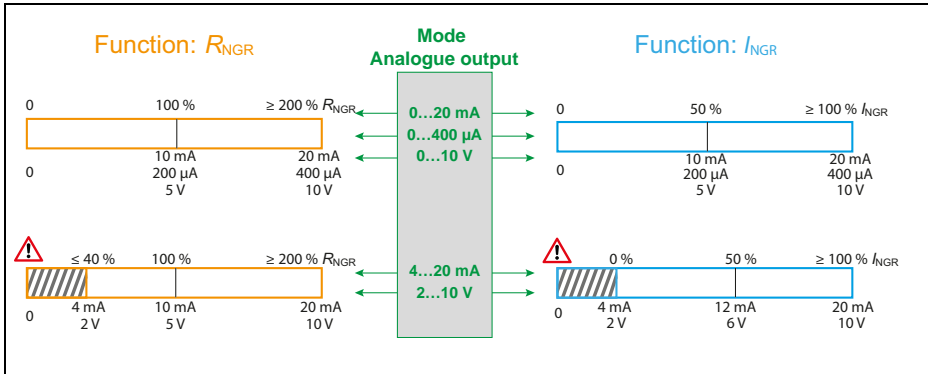 Function: RNGR
Mode
Analogue output
Function: INGR
0 100 % ≥ 200 % RNGR
0...20 mA
0...400 µA
0...10 V
0 50 % ≥ 100 % INGR
10 mA 20 mA
0 200 µA 400 µA
5 V 10 V
10 mA 20 mA
0 200 µA 400 µA
5 V 10 V
≤ 40 % 100 % ≥ 200 % RNGR
4...20 mA
2...10 V
0 % 50 % ≥ 100 % INGR
4 mA 10 mA 20 mA
0 2 V 5 V 10 V
4 mA 12 mA 20 mA
0 2 V 6 V 10 V